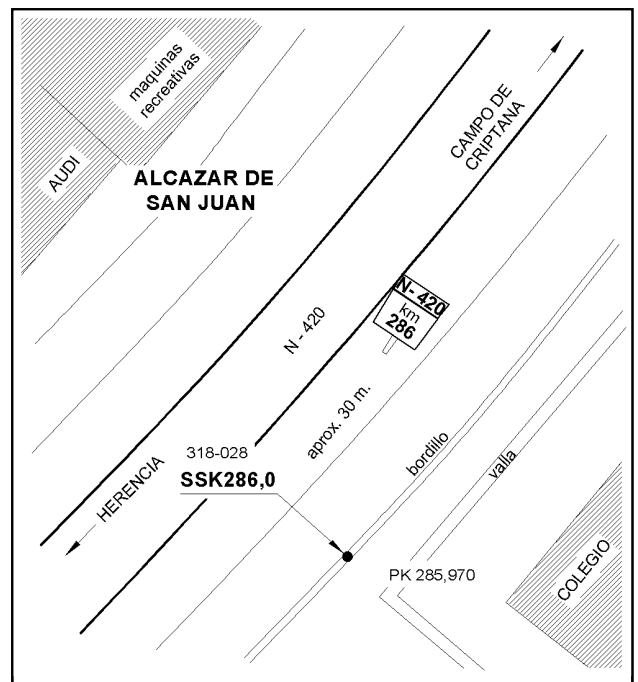 maquinas
recreativas
AUDI
ALCAZAR DE
SAN JUAN
CAMPO DE
CRIPTANA
N-420
km
286
N - 420
aprox. 30 m.
318-028
SSK286,0
HERENCIA
bordillo
valla
PK 285,970
COLEGIO